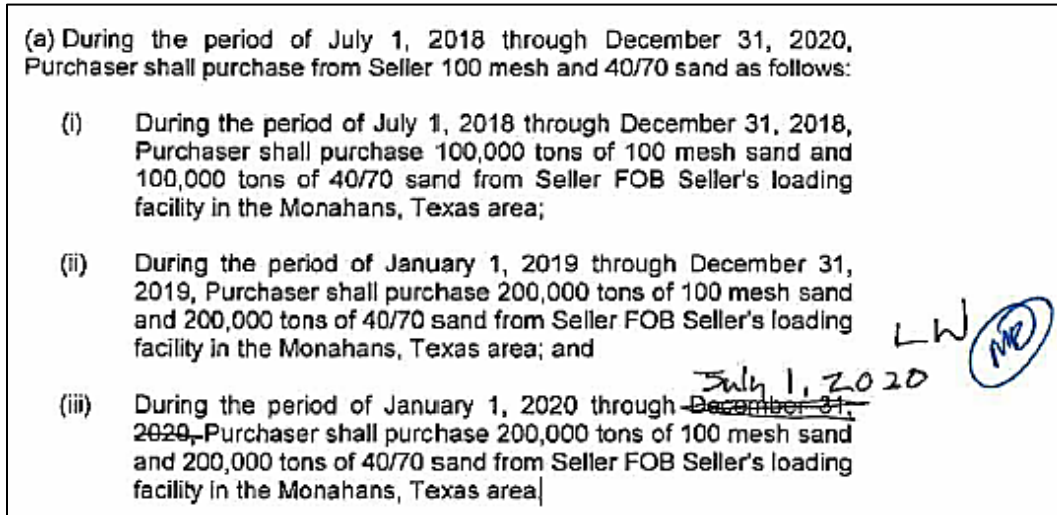 (a) During the period of July 1, 2018 through December 31, 2020,
Purchaser shall purchase from Seller 100 mesh and 40/70 sand as follows:
(i) During the period of July 1, 2018 through December 31, 2018,
Purchaser shall purchase 100,000 tons of 100 mesh sand and
100,000 tons of 40/70 sand from Seller FOB Seller's loading
facility in the Monahans, Texas area;
(ii) During the period of January 1, 2019 through December 31,
2019, Purchaser shall purchase 200,000 tons of 100 mesh sand
and 200,000 tons of 40/70 sand from Seller FOB Seller's loading
facility in the Monahans, Texas area; and
LW MR
July 1, 2020
(iii) During the period of January 1, 2020 through December 31,
2020, Purchaser shall purchase 200,000 tons of 100 mesh sand
and 200,000 tons of 40/70 sand from Seller FOB Seller's loading
facility in the Monahans, Texas area